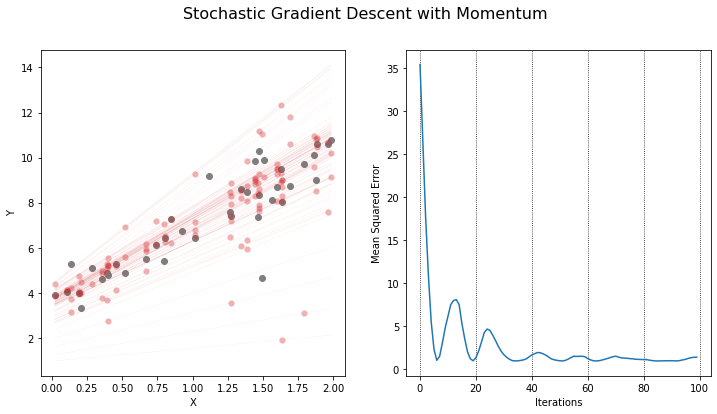 Stochastic Gradient Descent with Momentum
14
12
10
8
6
4
2
Y
0.00 0.25 0.50 0.75 1.00 1.25 1.50 1.75 2.00
X
35
30
25
20
15
10
5
0
Mean Squared Error
0 20 40 60 80 100
Iterations